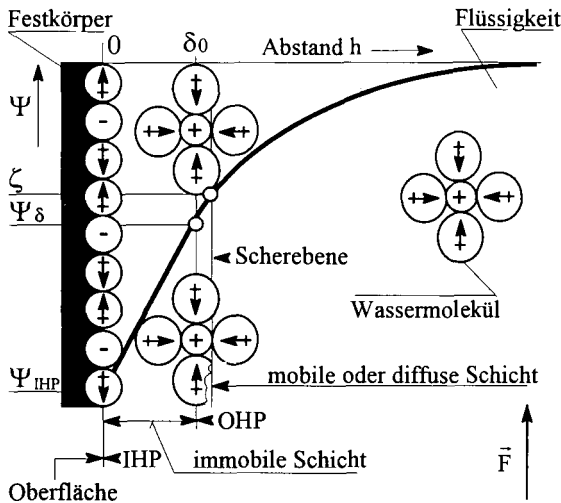 Festkörper
Flüssigkeit
0
δ0
Abstand h
Ψ
ζ
Ψδ
Scherebene
Wassermolekül
ΨIHP
mobile oder diffuse Schicht
OHP
IHP
immobile Schicht
Oberfläche
F